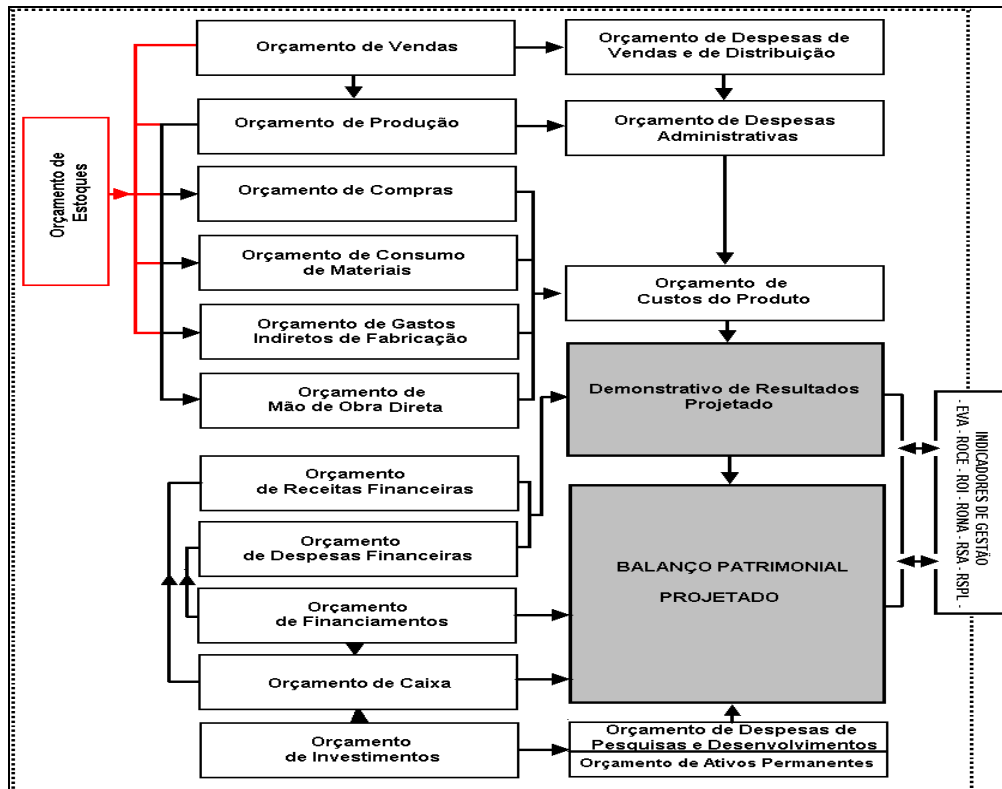 Orçamento de Vendas
Orçamento de Despesas de
Vendas e de Distribuição
Orçamento de Produção
Orçamento de Despesas
Administrativas
Orçamento de
Estoques
Orçamento de Compras
Orçamento de Consumo
de Materiais
Orçamento de
Custos do Produto
Orçamento de Gastos
Indiretos de Fabricação
Orçamento de
Mão de Obra Direta
Demonstrativo de Resultados
Projetado
Orçamento
de Receitas Financeiras
Orçamento
de Despesas Financeiras
BALANÇO PATRIMONIAL
PROJETADO
INDICADORES DE GESTÃO
- EVA - ROCE - ROI - RONA - RSA - RSPL -
Orçamento
de Financiamentos
Orçamento de Caixa
Orçamento
de Investimentos
Orçamento de Despesas de
Pesquisas e Desenvolvimentos
Orçamento de Ativos Permanentes